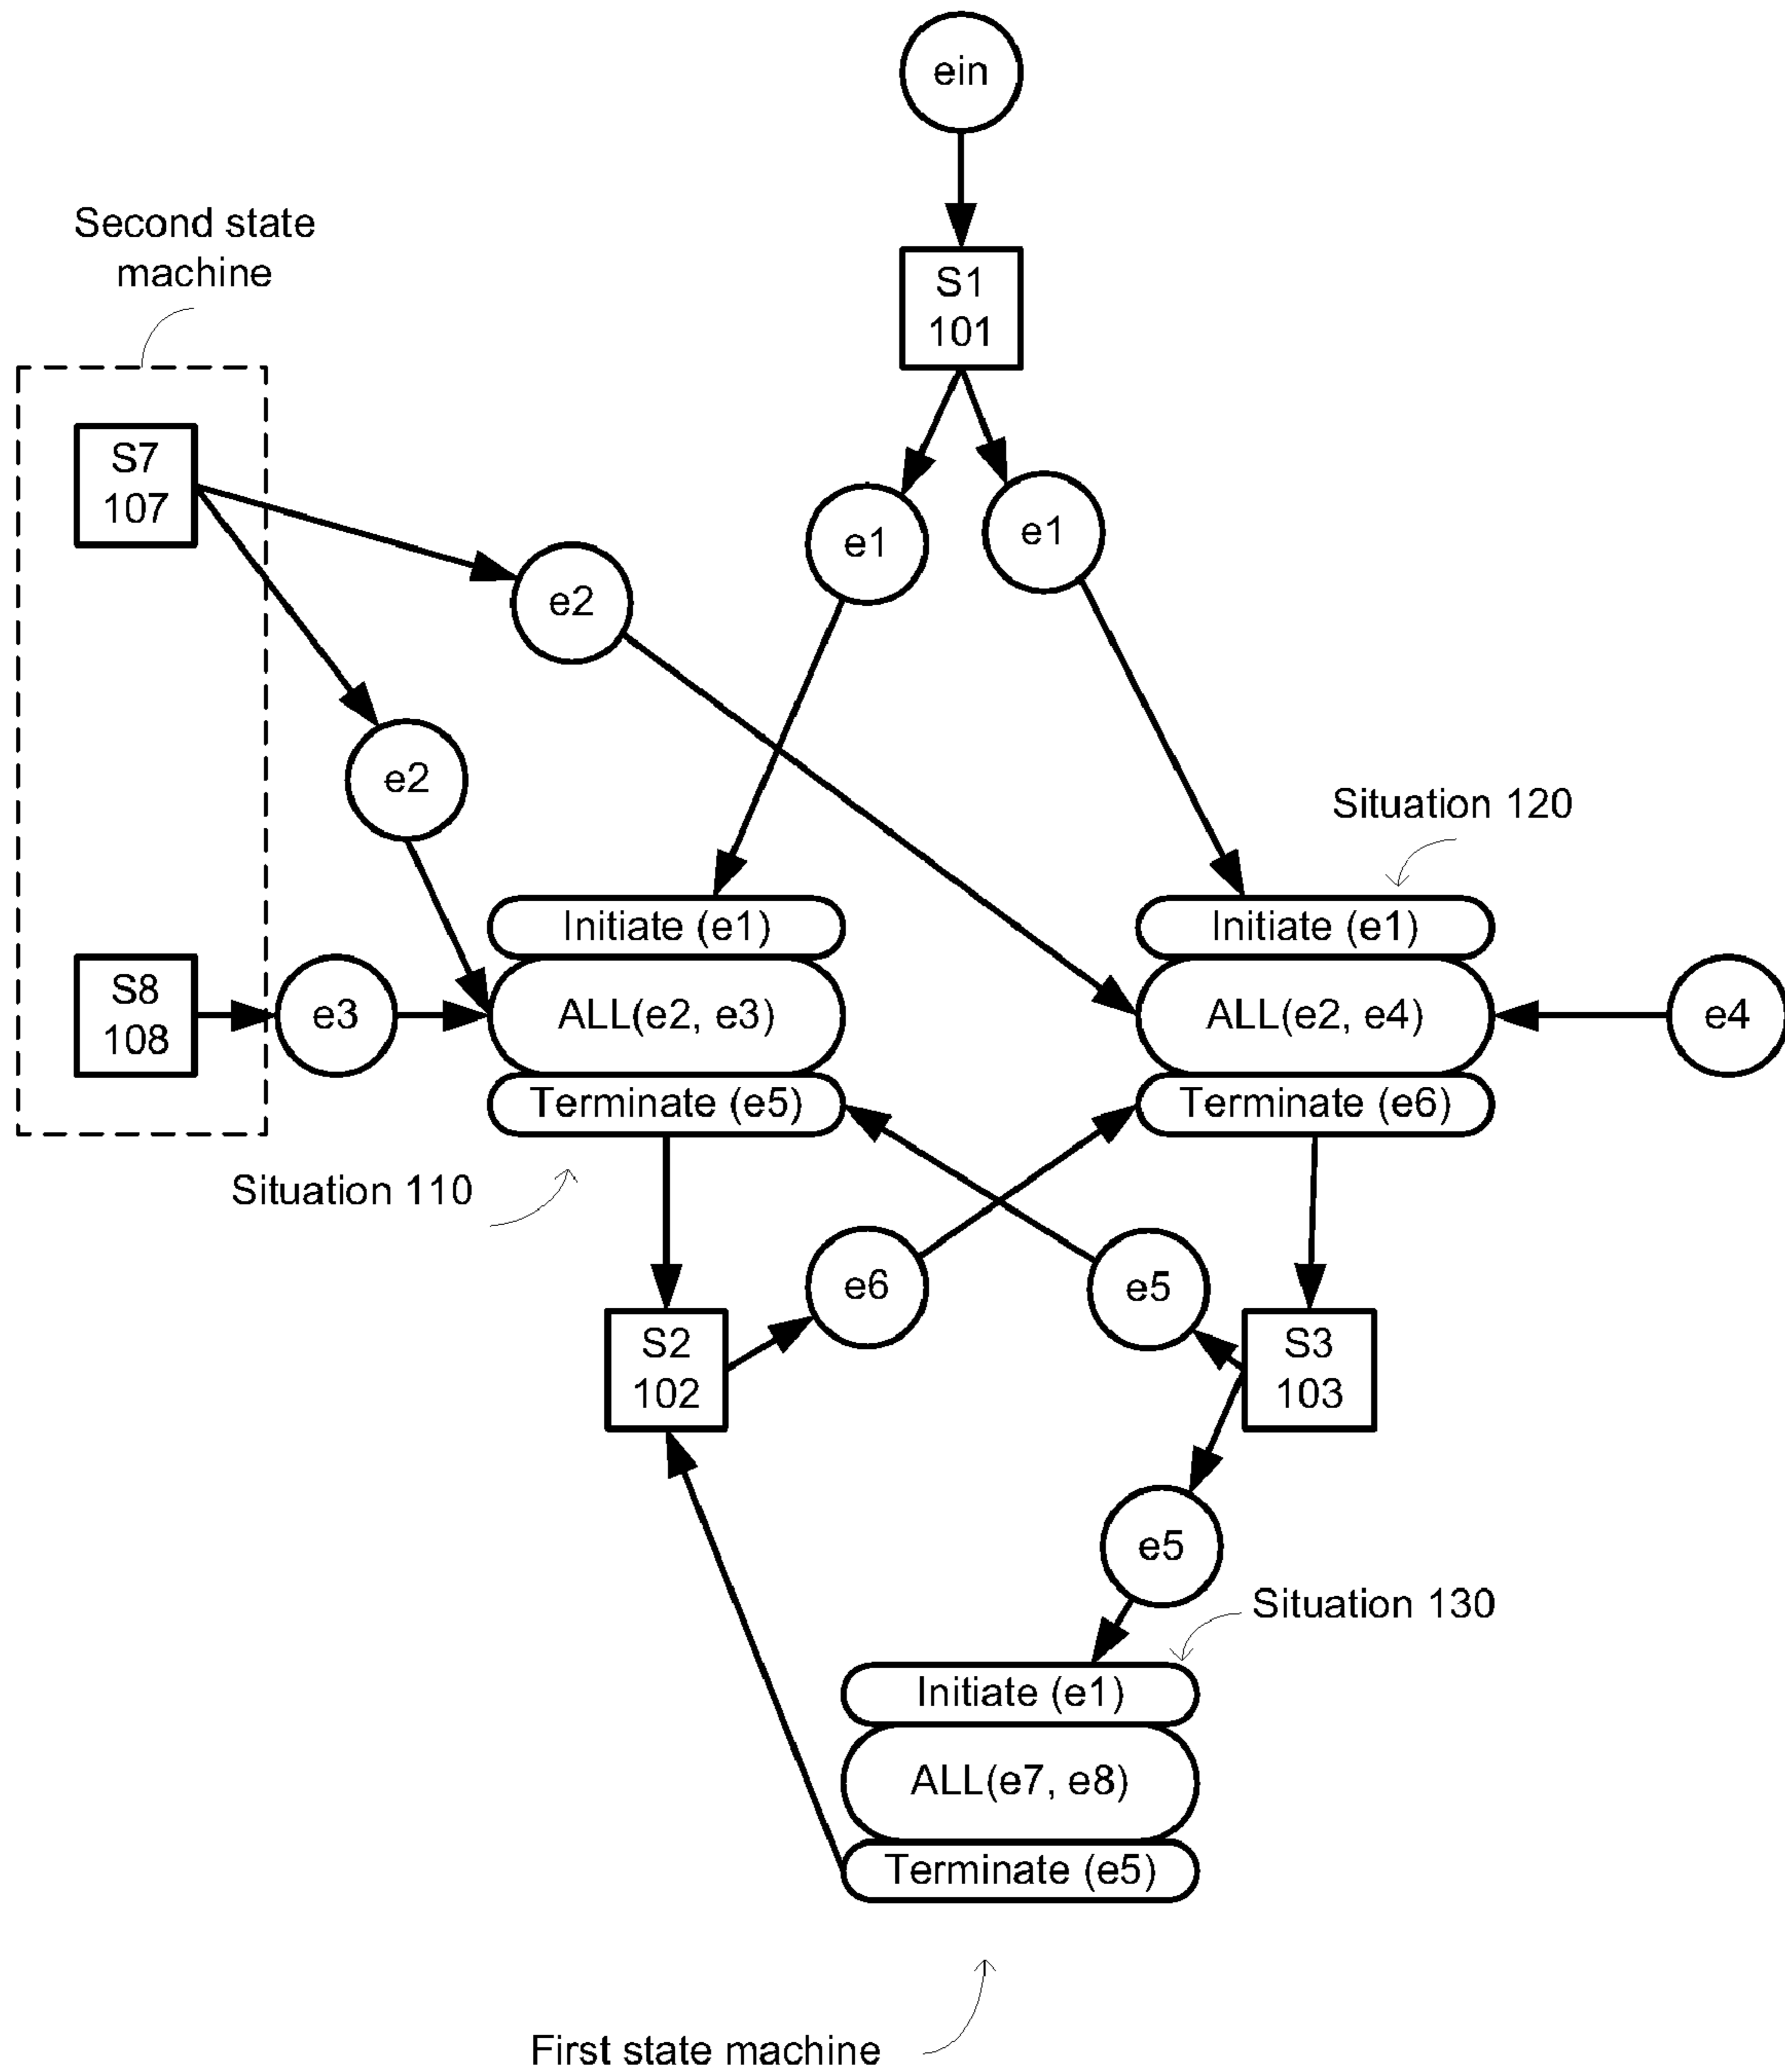 ein
Second state
machine
S1
101
S7
107
e1
e1
e2
e2
Situation 120
Initiate (e1)
Initiate (e1)
S8
108
e3
ALL(e2, e3)
ALL(e2, e4)
e4
Terminate (e5)
Terminate (e6)
Situation 110
e6
e5
S2
102
S3
103
e5
Situation 130
Initiate (e1)
ALL(e7, e8)
Terminate (e5)
First state machine